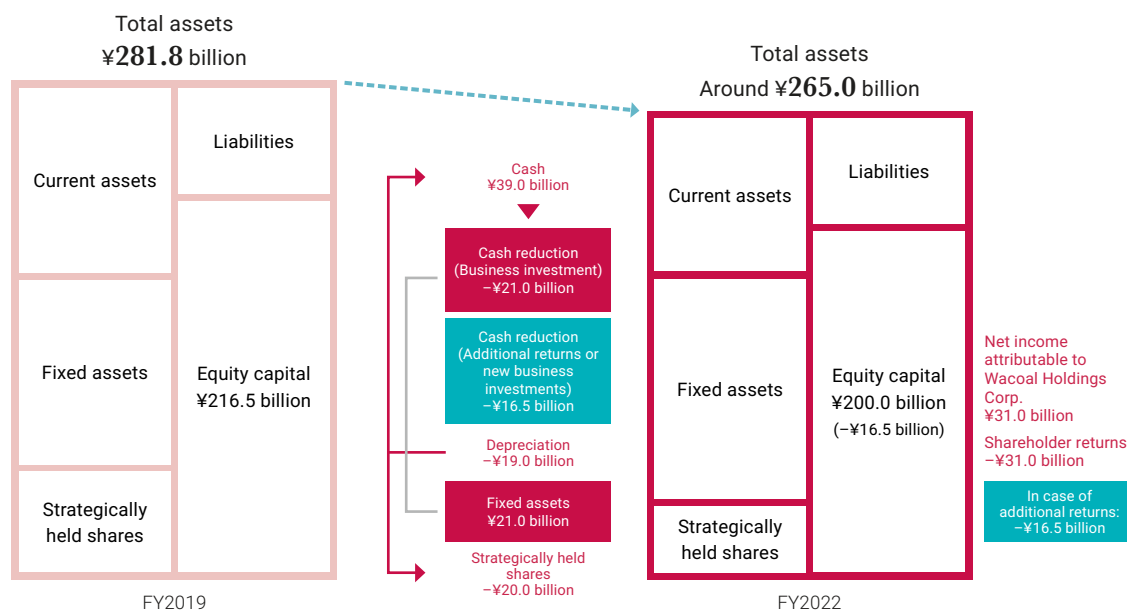 Total assets
¥281.8 billion
Current assets
Liabilities
Fixed assets
Equity capital
¥216.5 billion
Strategically
held shares
FY2019
Cash
¥39.0 billion
Cash reduction
(Business investment)
−¥21.0 billion
Cash reduction
(Additional returns or
new business
investments)
−¥16.5 billion
Depreciation
−¥19.0 billion
Fixed assets
¥21.0 billion
Strategically held
shares
−¥20.0 billion
Total assets
Around ¥265.0 billion
Current assets
Liabilities
Fixed assets
Equity capital
¥200.0 billion
(−¥16.5 billion)
Strategically
held shares
FY2022
Net income
attributable to
Wacoal Holdings
Corp.
¥31.0 billion
Shareholder returns
−¥31.0 billion
In case of
additional returns:
−¥16.5 billion